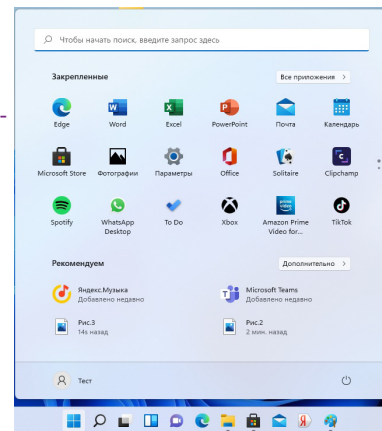 Чтобы начать поиск, введите запрос здесь
Закрепленные
Все приложения >
Edge
Word
Excel
PowerPoint
Почта
Календарь
Microsoft Store
Фотографии
Параметры
Office
Solitaire
Clipchamp
Spotify
WhatsApp Desktop
To Do
Xbox
Amazon Prime Video for...
TikTok
Рекомендуем
Дополнительно >
Яндекс.Музыка
Добавлено недавно
Microsoft Teams
Добавлено недавно
Рис.3
14s назад
Рис.2
2 мин. назад
Тест